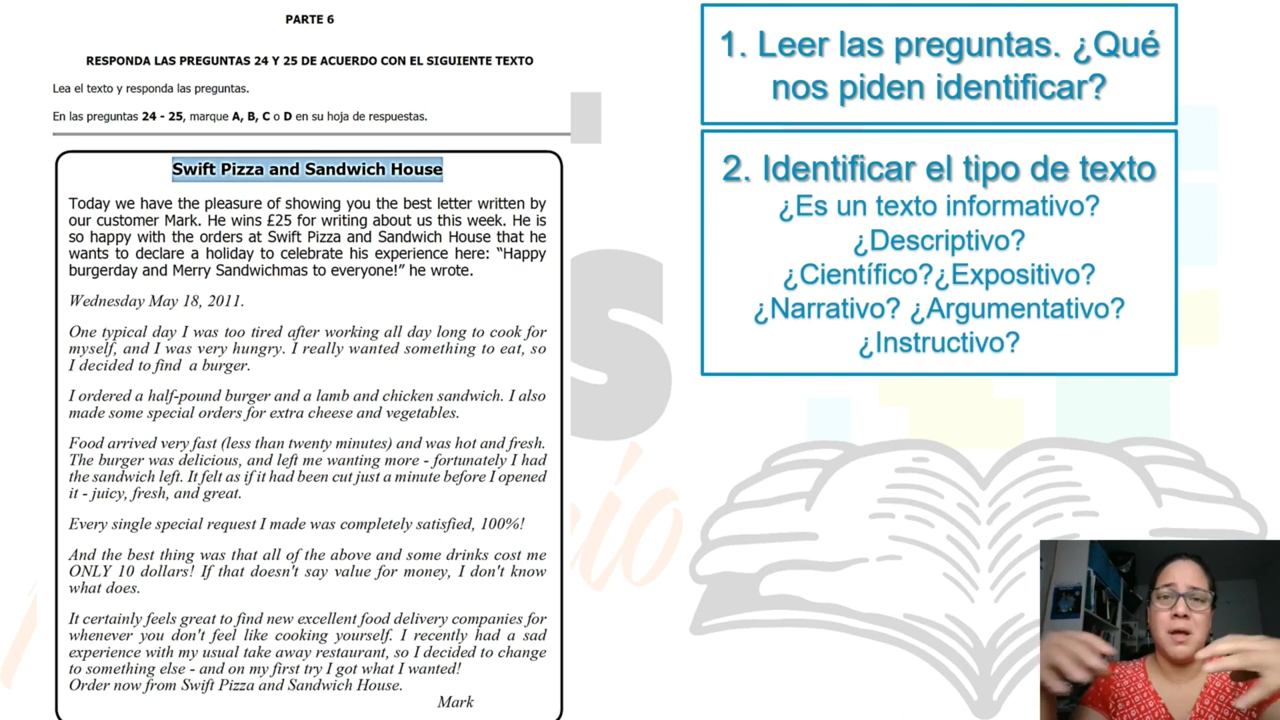 PARTE 6
RESPONDA LAS PREGUNTAS 24 Y 25 DE ACUERDO CON EL SIGUIENTE TEXTO
Lea el texto y responda las preguntas.
En las preguntas 24 - 25, marque A, B, C o D en su hoja de respuestas.
Swift Pizza and Sandwich House
Today we have the pleasure of showing you the best letter written by
our customer Mark. He wins £25 for writing about us this week. He is
so happy with the orders at Swift Pizza and Sandwich House that he
wants to declare a holiday to celebrate his experience here: “Happy
burgerday and Merry Sandwichmas to everyone!” he wrote.
Wednesday May 18, 2011.
One typical day I was too tired after working all day long to cook for
myself, and I was very hungry. I really wanted something to eat, so
I decided to find a burger.
I ordered a half-pound burger and a lamb and chicken sandwich. I also
made some special orders for extra cheese and vegetables.
Food arrived very fast (less than twenty minutes) and was hot and fresh.
The burger was delicious, and left me wanting more - fortunately I had
the sandwich left. It felt as if it had been cut just a minute before I opened
it - juicy, fresh, and great.
Every single special request I made was completely satisfied, 100%!
And the best thing was that all of the above and some drinks cost me
ONLY 10 dollars! If that doesn't say value for money, I don't know
what does.
It certainly feels great to find new excellent food delivery companies for
whenever you don't feel like cooking yourself. I recently had a sad
experience with my usual take away restaurant, so I decided to change
to something else - and on my first try I got what I wanted!
Order now from Swift Pizza and Sandwich House.
Mark
1. Leer las preguntas. ¿Qué
nos piden identificar?
2. Identificar el tipo de texto
¿Es un texto informativo?
¿Descriptivo?
¿Científico?¿Expositivo?
¿Narrativo? ¿Argumentativo?
¿Instructivo?